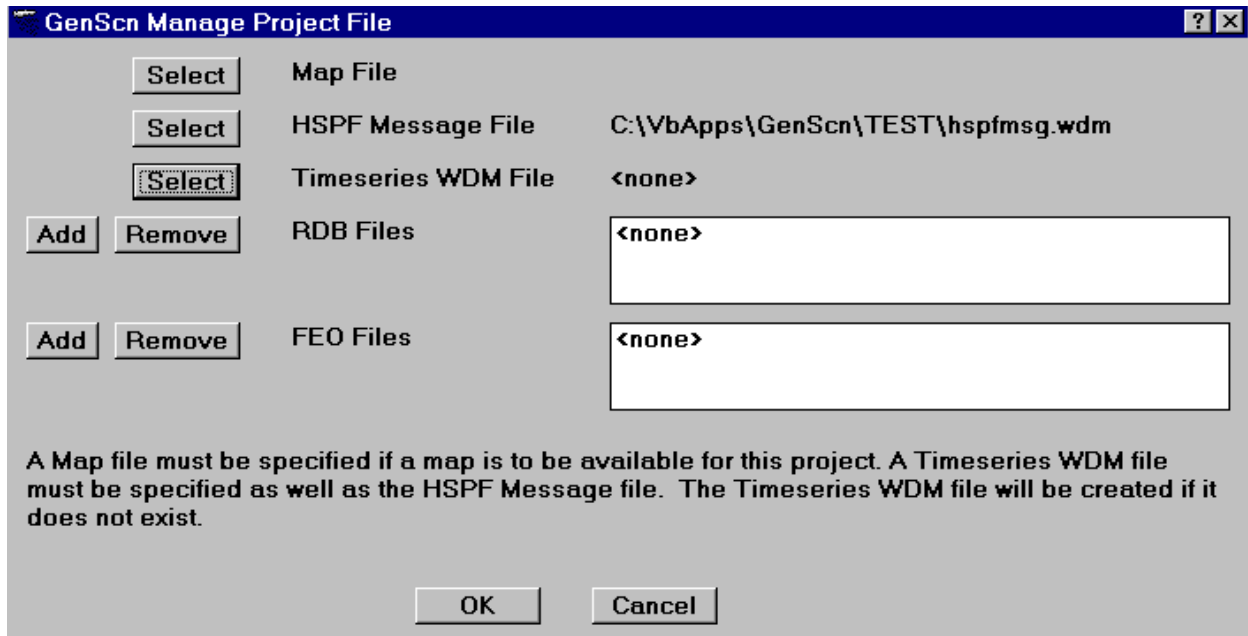 GenScn Manage Project File
Select Map File
Select HSPF Message File C:\VbApps\GenScn\TEST\hspfmsg.wdm
Select Timeseries WDM File <none>
Add Remove RDB Files <none>
Add Remove FEO Files <none>
A Map file must be specified if a map is to be available for this project. A Timeseries WDM file
must be specified as well as the HSPF Message file. The Timeseries WDM file will be created if it
does not exist.
OK Cancel